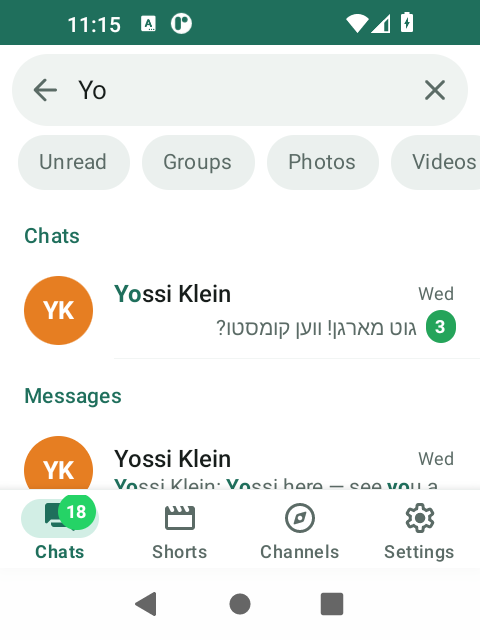 11:15
Yo
Unread Groups Photos Videos
Chats
YK
Yossi Klein
Wed
גוט מארגן! ווען קומסטו?
3
Messages
YK
Yossi Klein
Wed
Yossi Klein: Yossi here — see you a
18
Chats Shorts Channels Settings